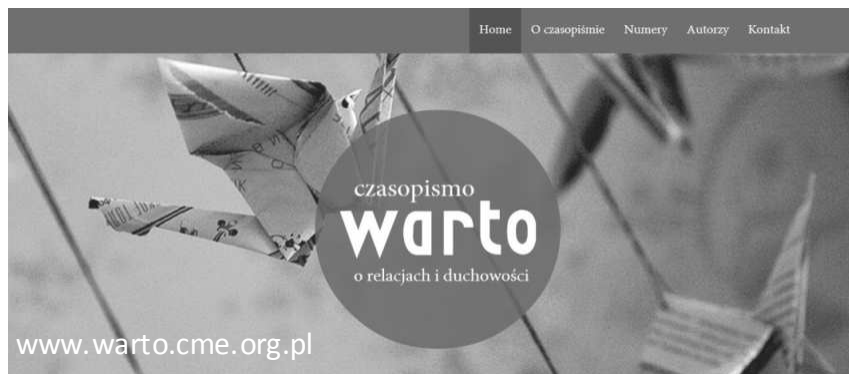 Home O czasopiśmie Numery Autorzy Kontakt
czasopismo
warto
o relacjach i duchowości
www.warto.cme.org.pl